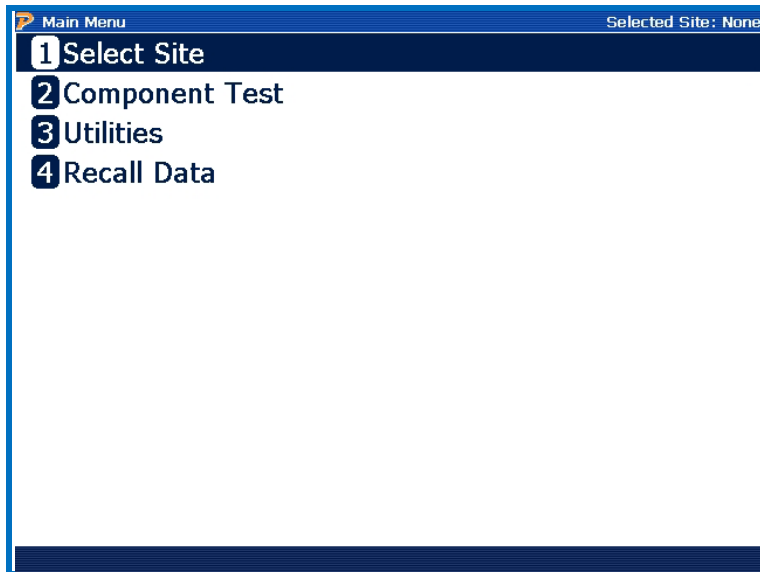 Main Menu Selected Site: None
1 Select Site
2 Component Test
3 Utilities
4 Recall Data